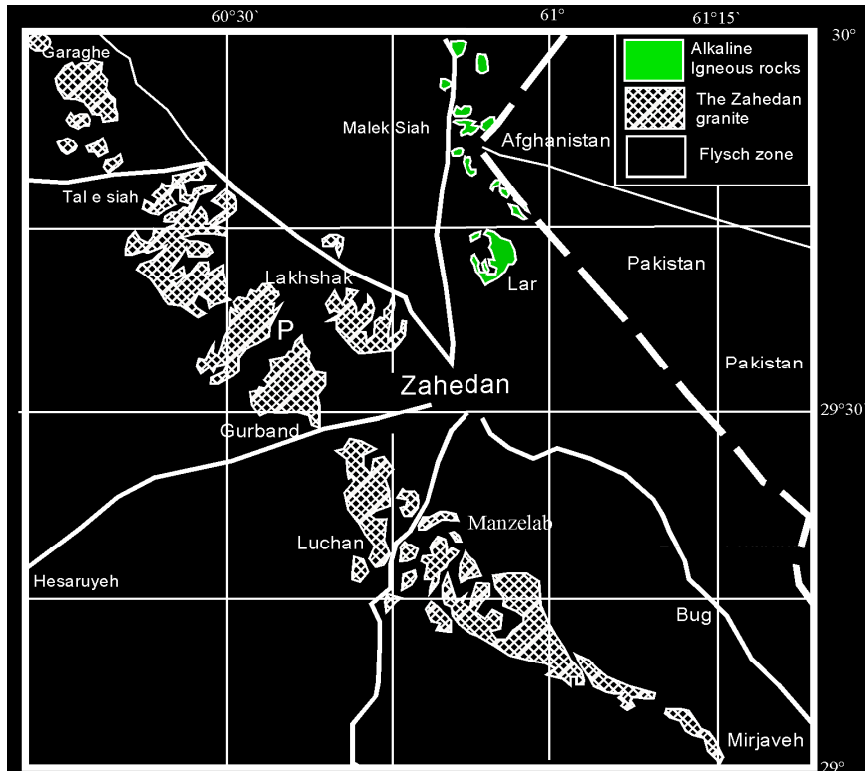 60°30'
61°
61°15'
30°
Garaghe
Alkaline
Igneous rocks
The Zahedan
granite
Flysch zone
Malek Siah
Afghanistan
Tal e siah
Lakhshak
Lar
Pakistan
P
Pakistan
Zahedan
29°30'
Gurband
Manzelab
Luchan
Hesaruyeh
Bug
Mirjaveh
29°